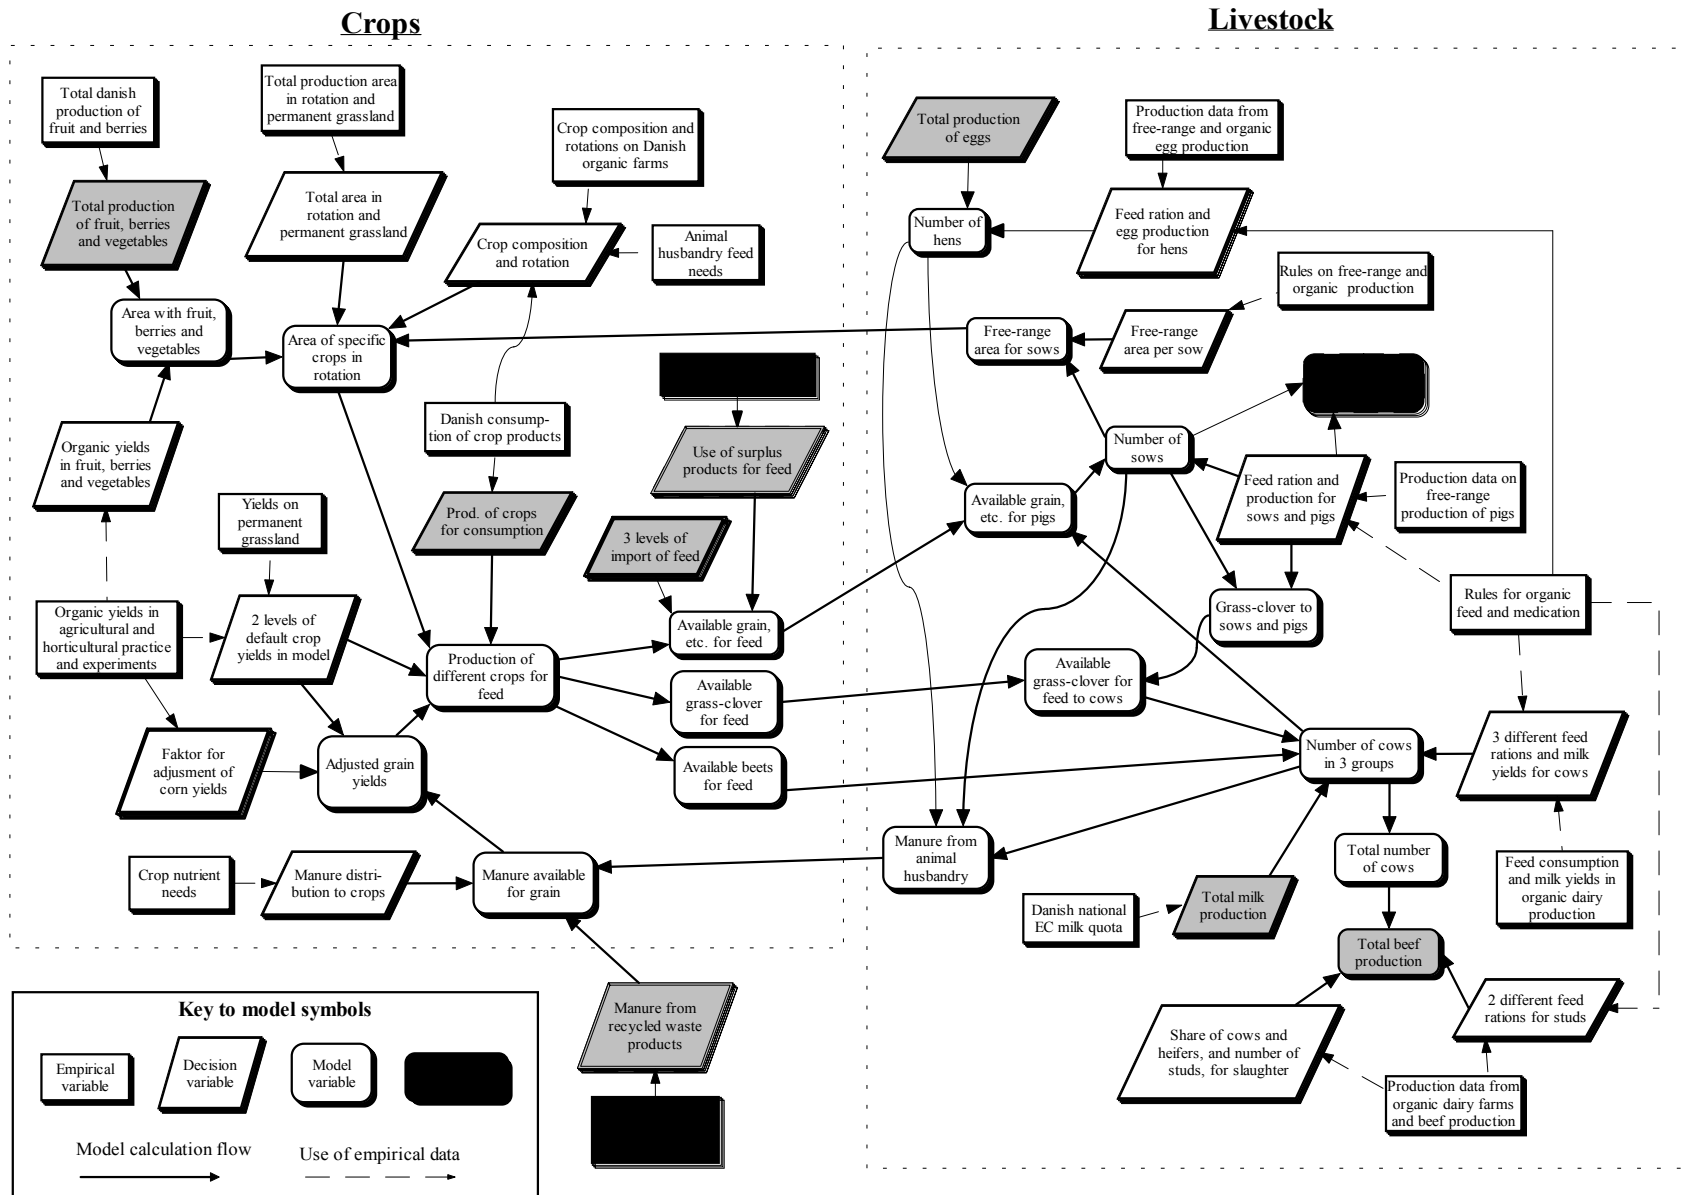 Crops
Livestock
Total danish
production of
fruit and berries
Total production area
in rotation and
permanent grassland
Crop composition and
rotations on Danish
organic farms
Total production
of fruit, berries
and vegetables
Total area in
rotation and
permanent grassland
Crop composition
and rotation
Animal
husbandry feed
needs
Area with fruit,
berries and
vegetables
Area of specific
crops in
rotation
Organic yields
in fruit, berries
and vegetables
Danish consump-
tion of crop products
Use of surplus
products for feed
Yields on
permanent
grassland
Prod. of crops
for consumption
3 levels of
import of feed
Organic yields in
agricultural and
horticultural practice
and experiments
2 levels of
default crop
yields in model
Production of
different crops for
feed
Available grain,
etc. for feed
Available
grass-clover
for feed
Available beets
for feed
Faktor for
adjusment of
corn yields
Adjusted grain
yields
Crop nutrient
needs
Manure distri-
bution to crops
Manure available
for grain
Manure from
recycled waste
products
Total production
of eggs
Production data from
free-range and organic
egg production
Number of
hens
Feed ration and
egg production
for hens
Rules on free-range and
organic production
Free-range
area for sows
Free-range
area per sow
Number of
sows
Available grain,
etc. for pigs
Feed ration and
production for
sows and pigs
Production data on
free-range
production of pigs
Grass-clover to
sows and pigs
Rules for organic
feed and medication
Available
grass-clover for
feed to cows
Number of cows
in 3 groups
3 different feed
rations and milk
yields for cows
Manure from
animal
husbandry
Total number
of cows
Feed consumption
and milk yields in
organic dairy
production
Danish national
EC milk quota
Total milk
production
Total beef
production
2 different feed
rations for studs
Share of cows and
heifers, and number of
studs, for slaughter
Production data from
organic dairy farms
and beef production
Key to model symbols
Empirical
variable
Decision
variable
Model
variable
Model calculation flow
Use of empirical data